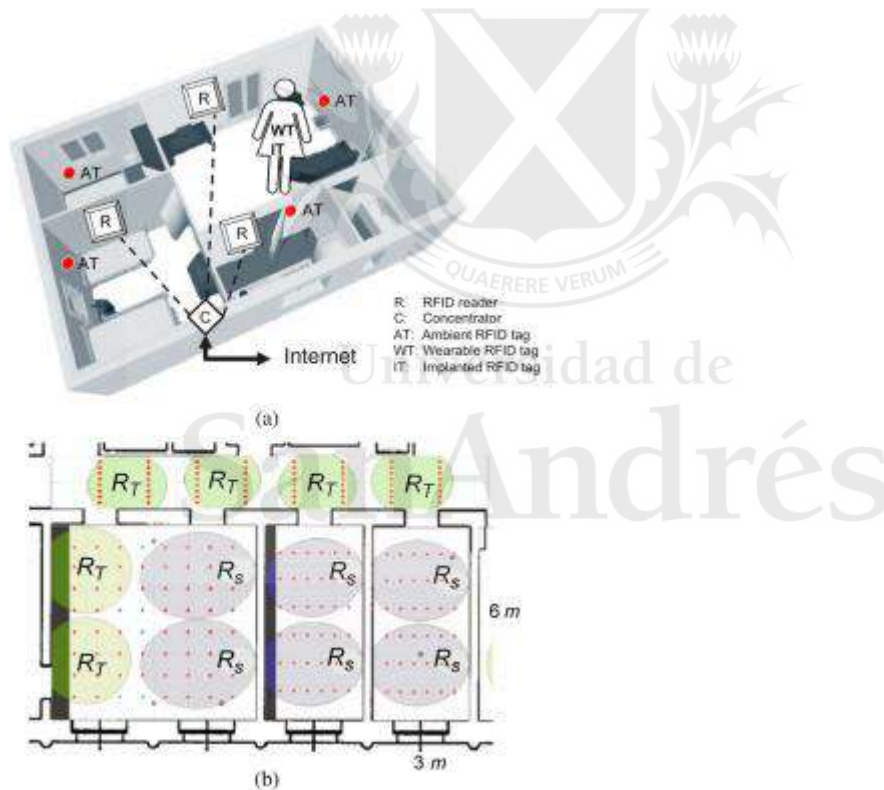 R
AT
WT
IT
AT
R
R
AT
AT
C
Internet
R: RFID reader
C: Concentrator
AT: Ambient RFID tag
WT: Wearable RFID tag
IT: Implanted RFID tag
QUAERERE VERUM
Universidad de
San Andrés
(a)
R_T R_T R_T R_T
R_T R_s R_s R_s
6 m
R_T R_s R_s R_s
3 m
(b)